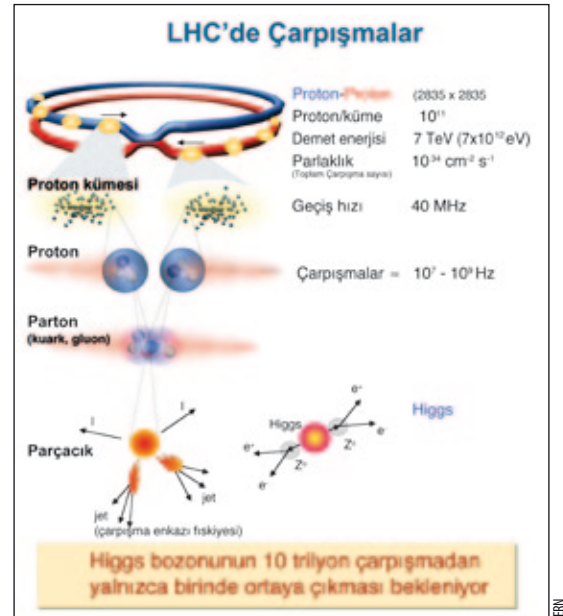 LHC'de Çarpışmalar
Proton-Proton (2835 x 2835
Proton/küme 10¹¹
Demet enerjisi 7 TeV (7x10¹²eV)
Parlaklık 10³⁴ cm⁻² s⁻¹
(Toplam Çarpışma sayısı)
Proton kümesi
Geçiş hızı 40 MHz
Proton
Çarpışmalar ≈ 10⁷ - 10⁹ Hz
Parton
(kuark, gluon)
Parçacık
l
l
jet
jet
(çarpışma enkazı fıskiyesi)
Higgs
e⁺
e⁻
Z⁰
Higgs
e⁺
Z⁰
e⁻
Higgs bozonunun 10 trilyon çarpışmadan
yalnızca birinde ortaya çıkması bekleniyor